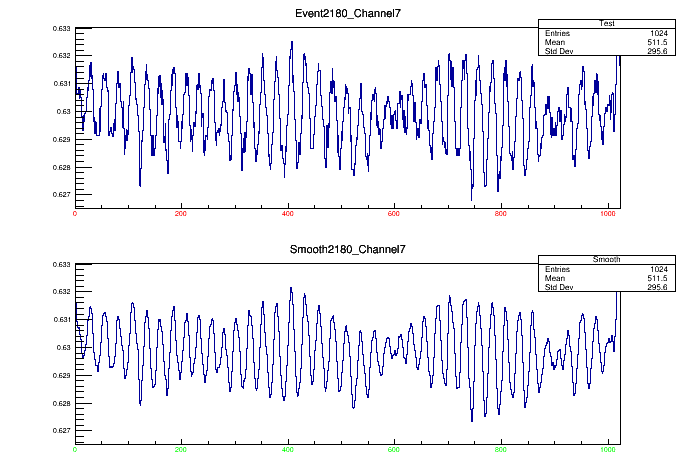 Event2180_Channel7
Test
Entries 1024
Mean 511.5
Std Dev 295.6
0.633
0.632
0.631
0.63
0.629
0.628
0.627
0 200 400 600 800 1000
Smooth2180_Channel7
Smooth
Entries 1024
Mean 511.5
Std Dev 295.6
0.633
0.632
0.631
0.63
0.629
0.628
0.627
0 200 400 600 800 1000